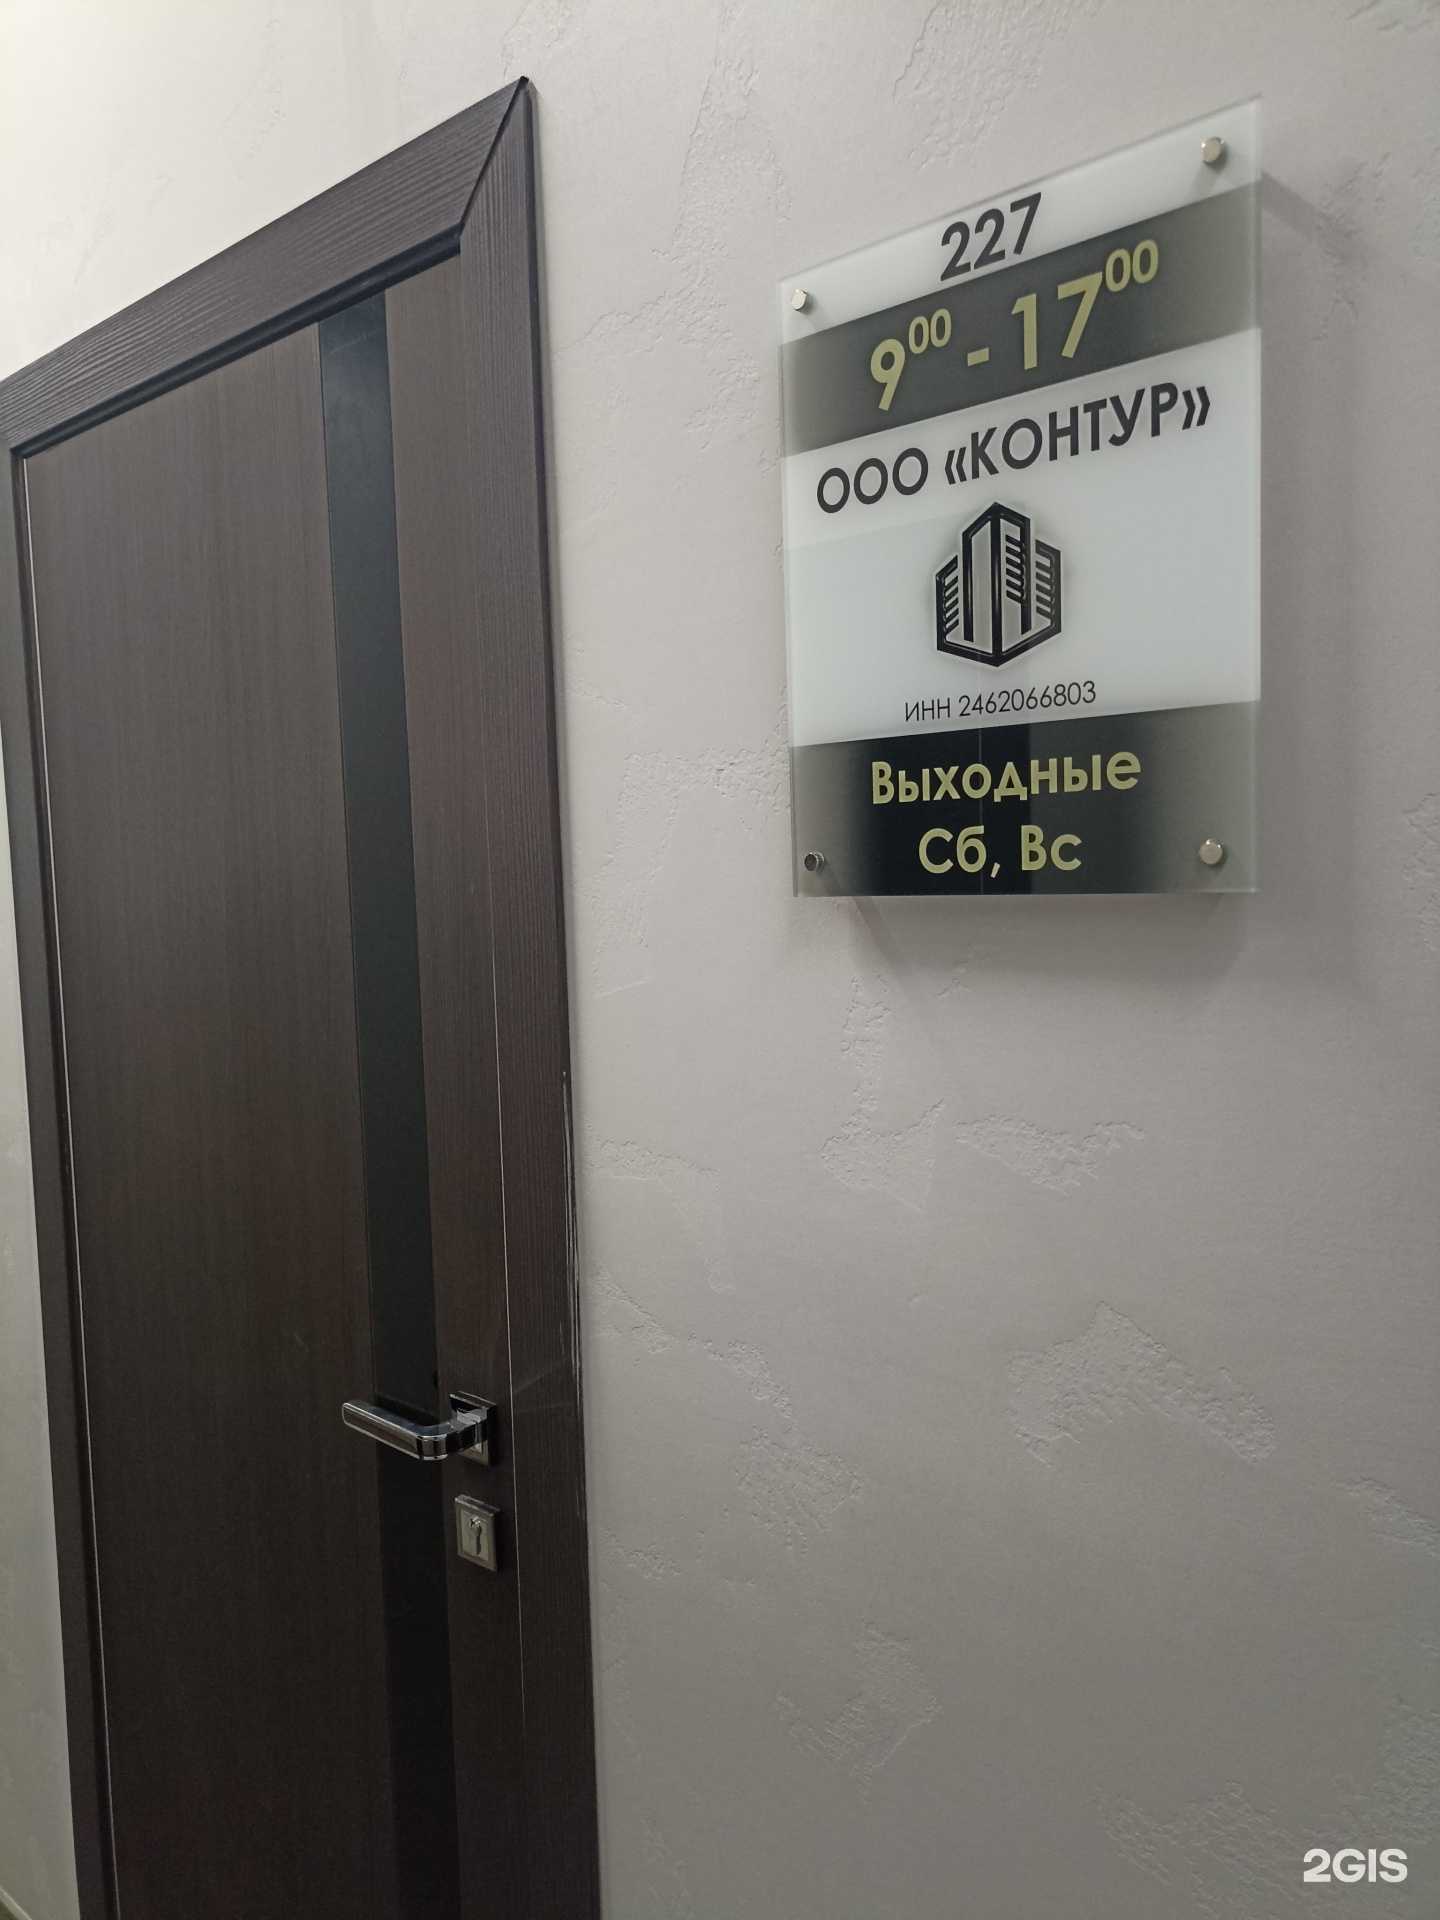 227
9⁰⁰ - 17⁰⁰
ООО «КОНТУР»
ИНН 2462066803
Выходные
Сб, Вс
2GIS